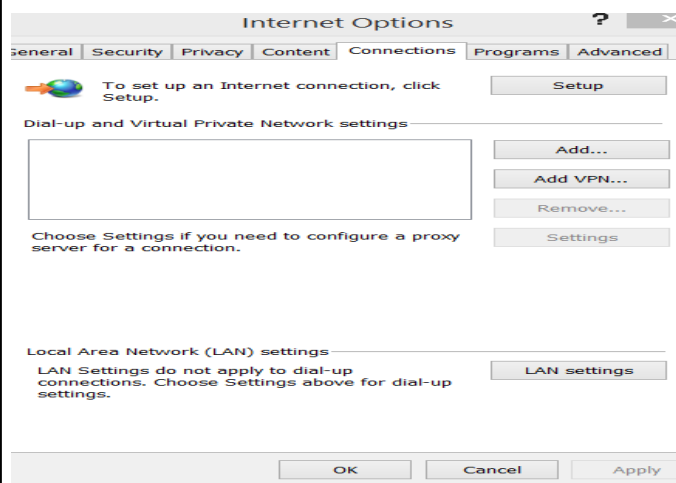 Internet Options ?
General Security Privacy Content Connections Programs Advanced
To set up an Internet connection, click
Setup.
Setup
Dial-up and Virtual Private Network settings
Add...
Add VPN...
Remove...
Choose Settings if you need to configure a proxy
server for a connection.
Settings
Local Area Network (LAN) settings
LAN Settings do not apply to dial-up
connections. Choose Settings above for dial-up
settings.
LAN settings
OK Cancel Apply